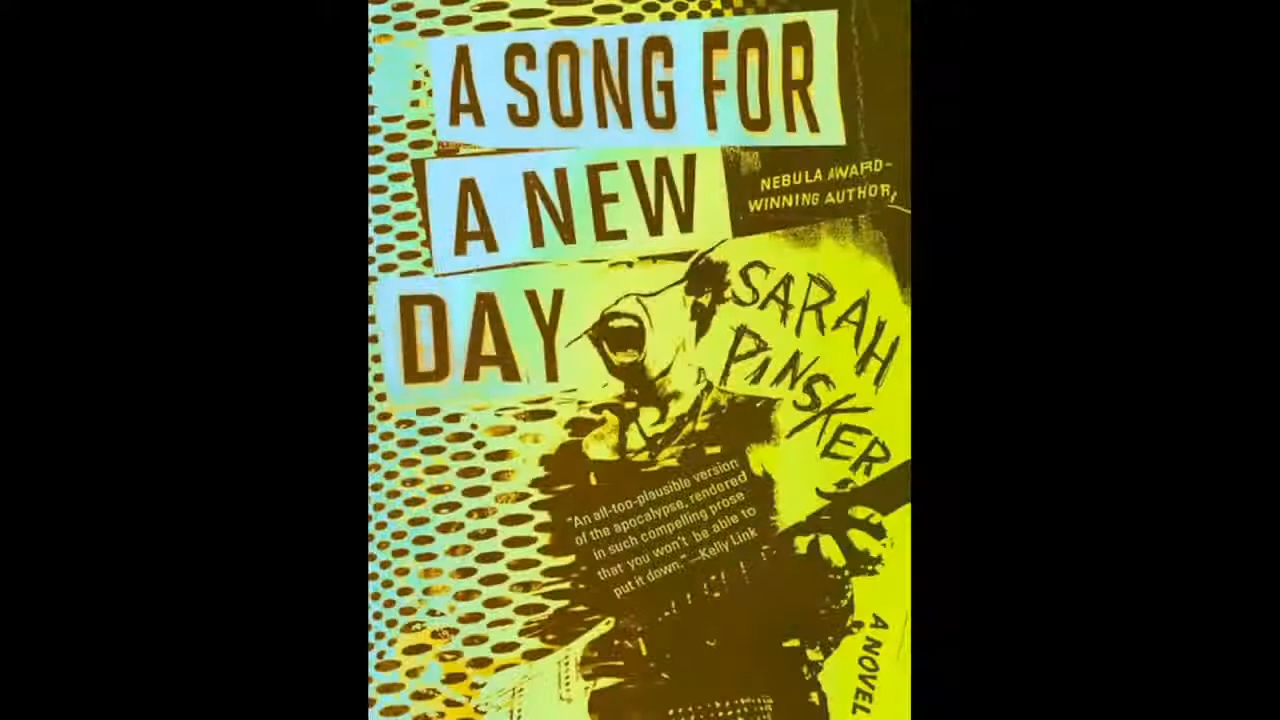 A SONG FOR
A NEW
DAY
NEBULA AWARD-
WINNING AUTHOR,
SARAH
PINSKER
"An all-too-plausible version
of the apocalypse, rendered
in such compelling prose
that you won't be able to
put it down." —Kelly Link
A NOVEL